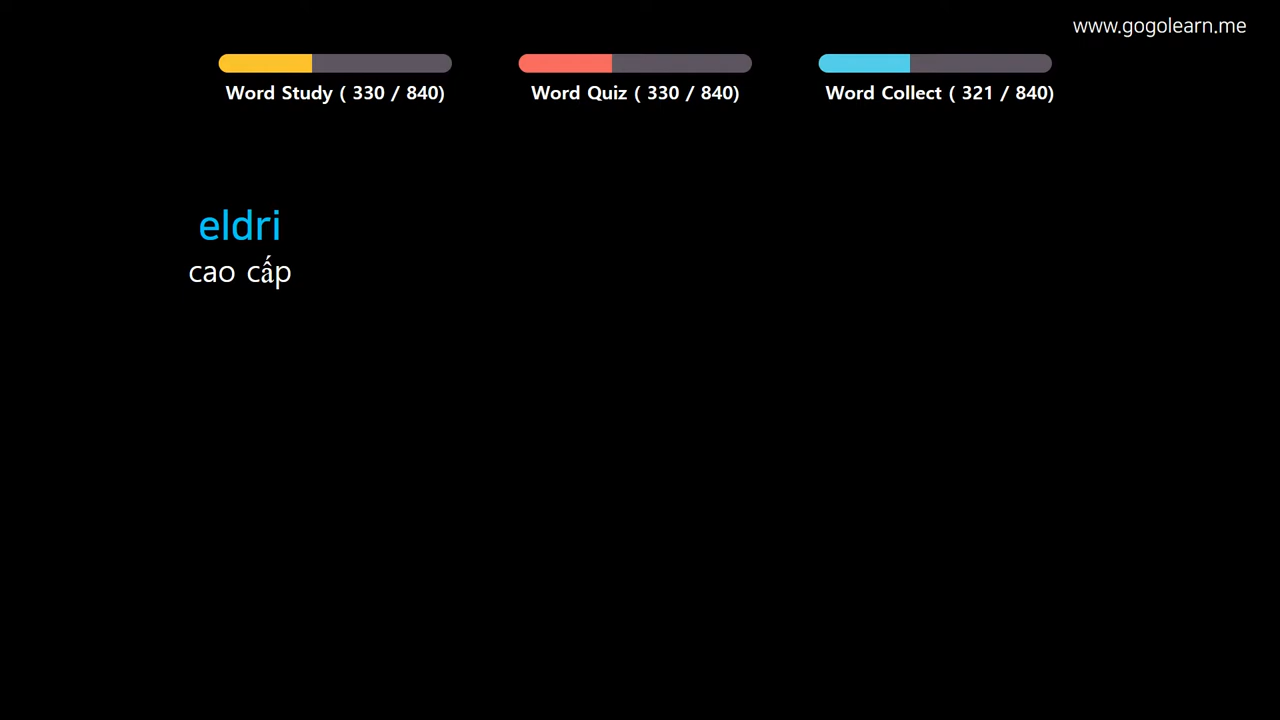 www.gogolearn.me
Word Study ( 330 / 840)
Word Quiz ( 330 / 840)
Word Collect ( 321 / 840)
eldri
cao cấp